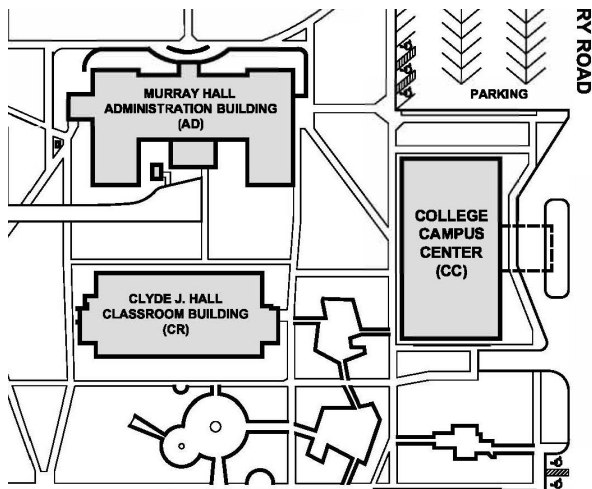 RY ROAD
MURRAY HALL
ADMINISTRATION BUILDING
(AD)
PARKING
COLLEGE
CAMPUS
CENTER
(CC)
CLYDE J. HALL
CLASSROOM BUILDING
(CR)